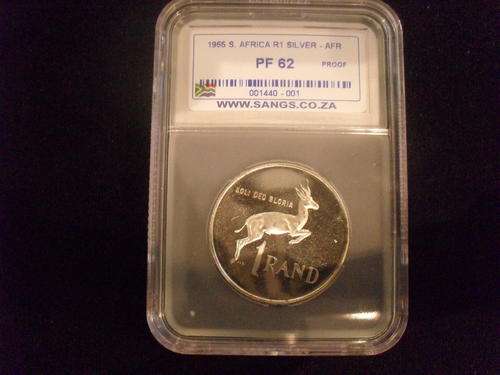 1965 S. AFRICA R1 SILVER - AFR
PF 62 PROOF
001440 - 001
WWW.SANGS.CO.ZA
SOLI DEO GLORIA
1 RAND